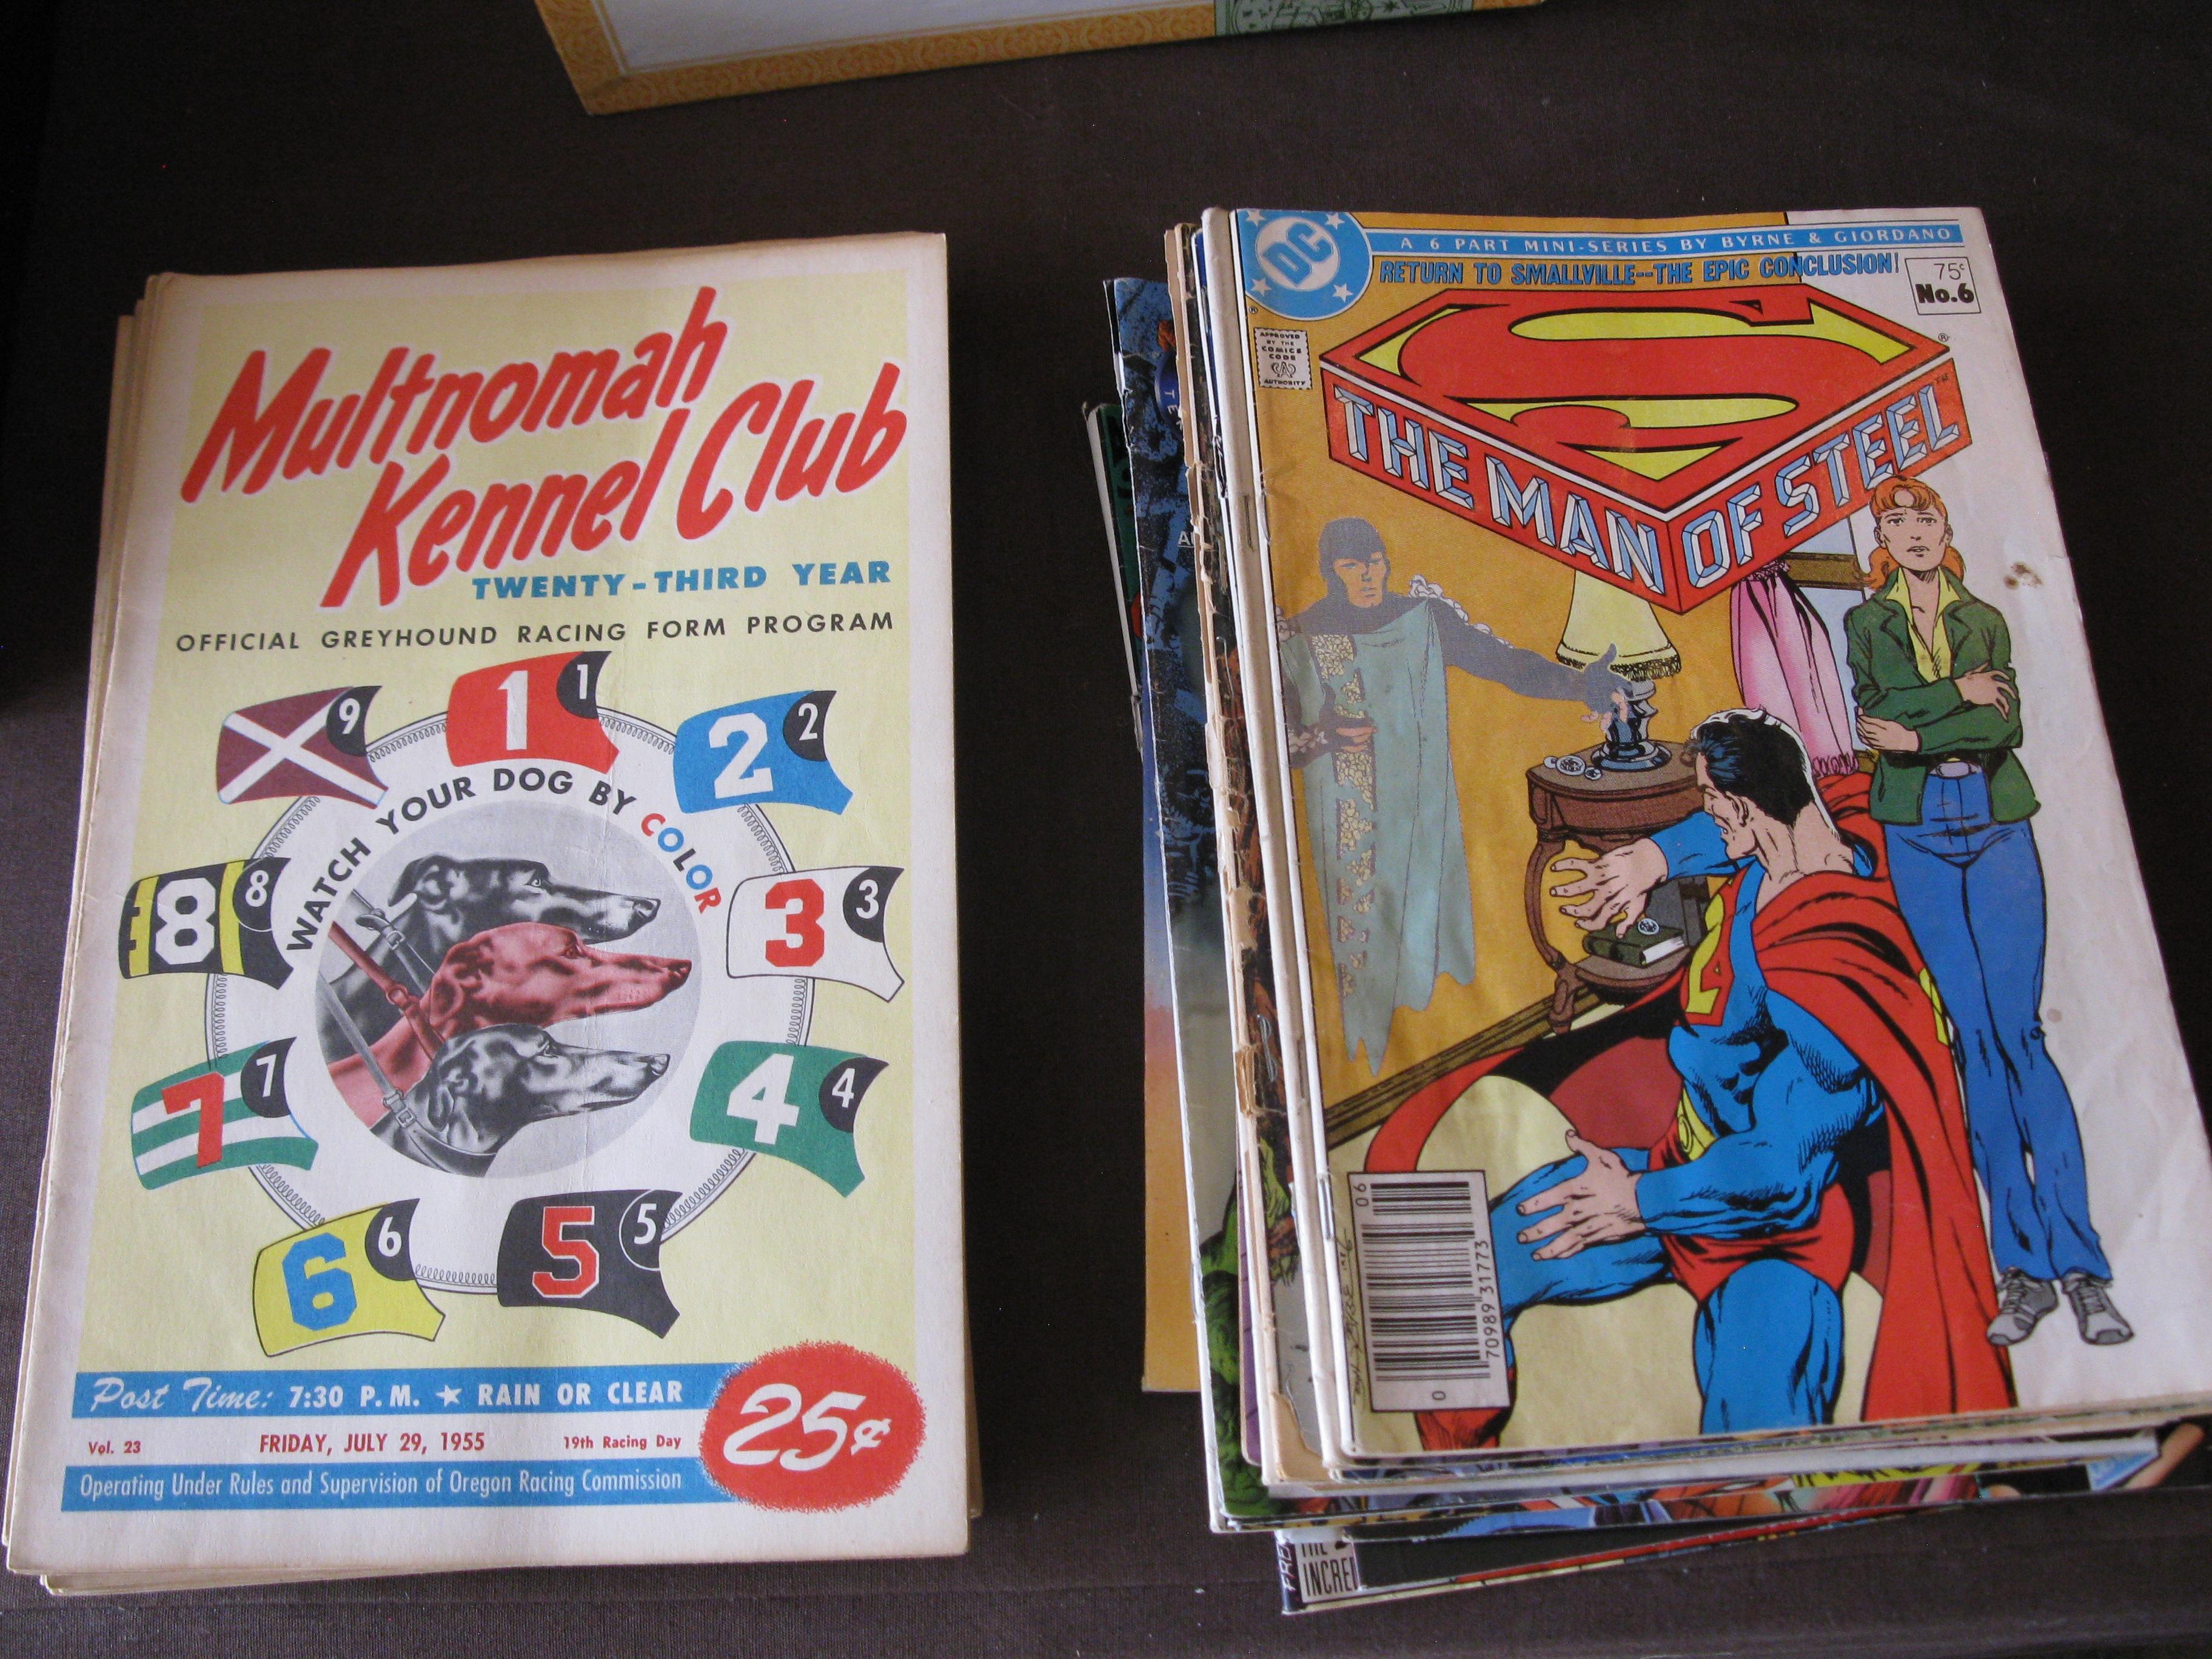 Multnomah
Kennel Club
TWENTY-THIRD YEAR
OFFICIAL GREYHOUND RACING FORM PROGRAM
1 1
2 2
3 3
4 4
5 5
6 6
7 7
8 8
9
WATCH YOUR DOG BY COLOR
Post Time: 7:30 P.M. ★ RAIN OR CLEAR
Vol. 23 FRIDAY, JULY 29, 1955 19th Racing Day
Operating Under Rules and Supervision of Oregon Racing Commission
25¢
DC
A 6 PART MINI-SERIES BY BYRNE & GIORDANO
RETURN TO SMALLVILLE--THE EPIC CONCLUSION!
75¢
No.6
APPROVED
BY THE
COMICS
CODE
CA
AUTHORITY
S
THE MAN OF STEEL
06
0 70989 31773
THE
INCRE